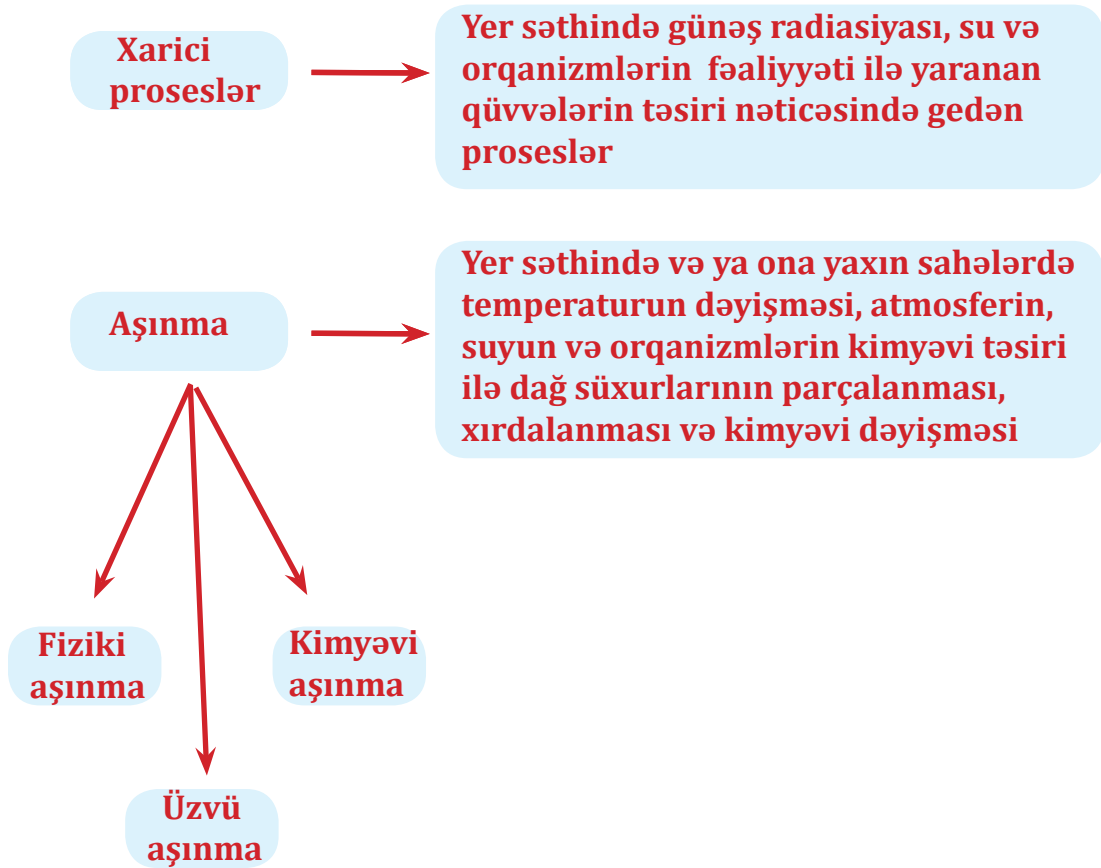 Xarici
proseslər
Yer səthində günəş radiasiyası, su və
orqanizmlərin fəaliyyəti ilə yaranan
qüvvələrin təsiri nəticəsində gedən
proseslər
Aşınma
Yer səthində və ya ona yaxın sahələrdə
temperaturun dəyişməsi, atmosferin,
suyun və orqanizmlərin kimyəvi təsiri
ilə dağ süxurlarının parçalanması,
xırdalanması və kimyəvi dəyişməsi
Fiziki
aşınma
Kimyəvi
aşınma
Üzvü
aşınma